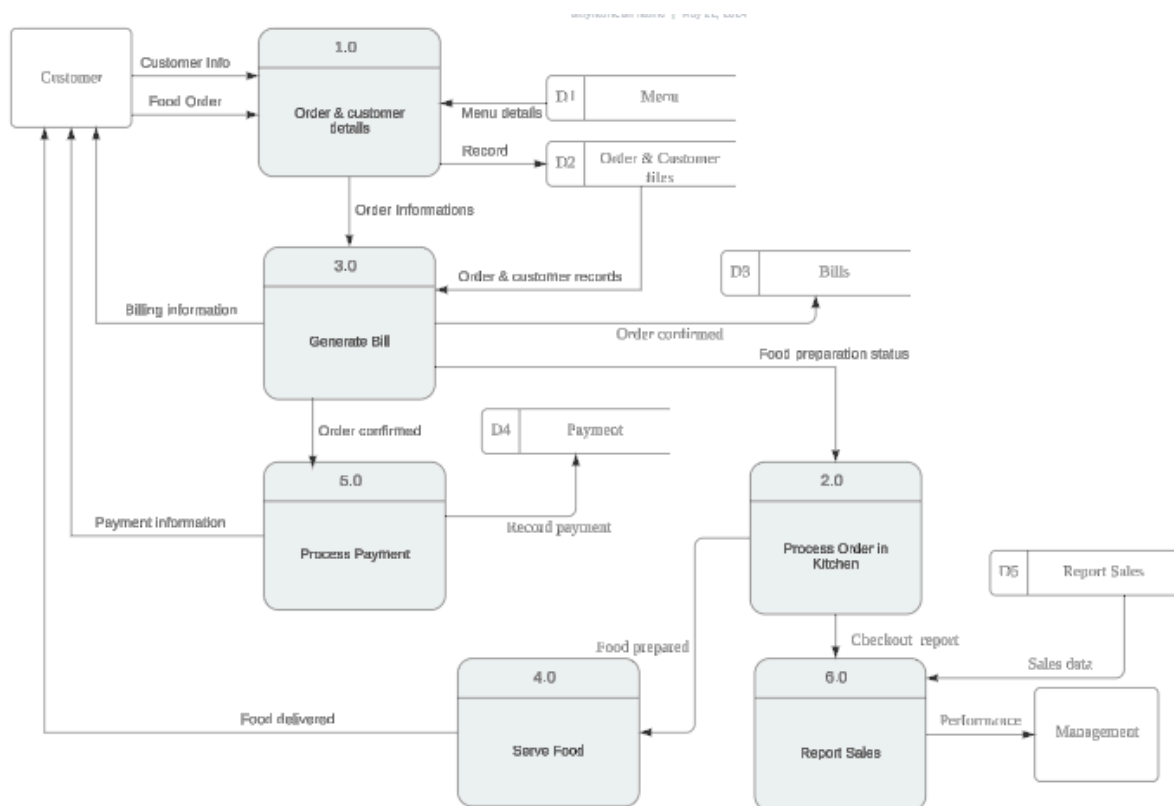 1.0
Customer
Customer Info
Food Order
Order & customer
details
Menu details
D1
Menu
Record
D2
Order & Customer
files
Order Informations
3.0
Order & customer records
D3
Bills
Billing information
Generate Bill
Order confirmed
Food preparation status
Order confirmed
D4
Payment
5.0
2.0
Payment information
Record payment
Process Payment
Process Order in
Kitchen
D5
Report Sales
Food prepared
Checkout report
Sales data
4.0
6.0
Food delivered
Performance
Management
Serve Food
Report Sales